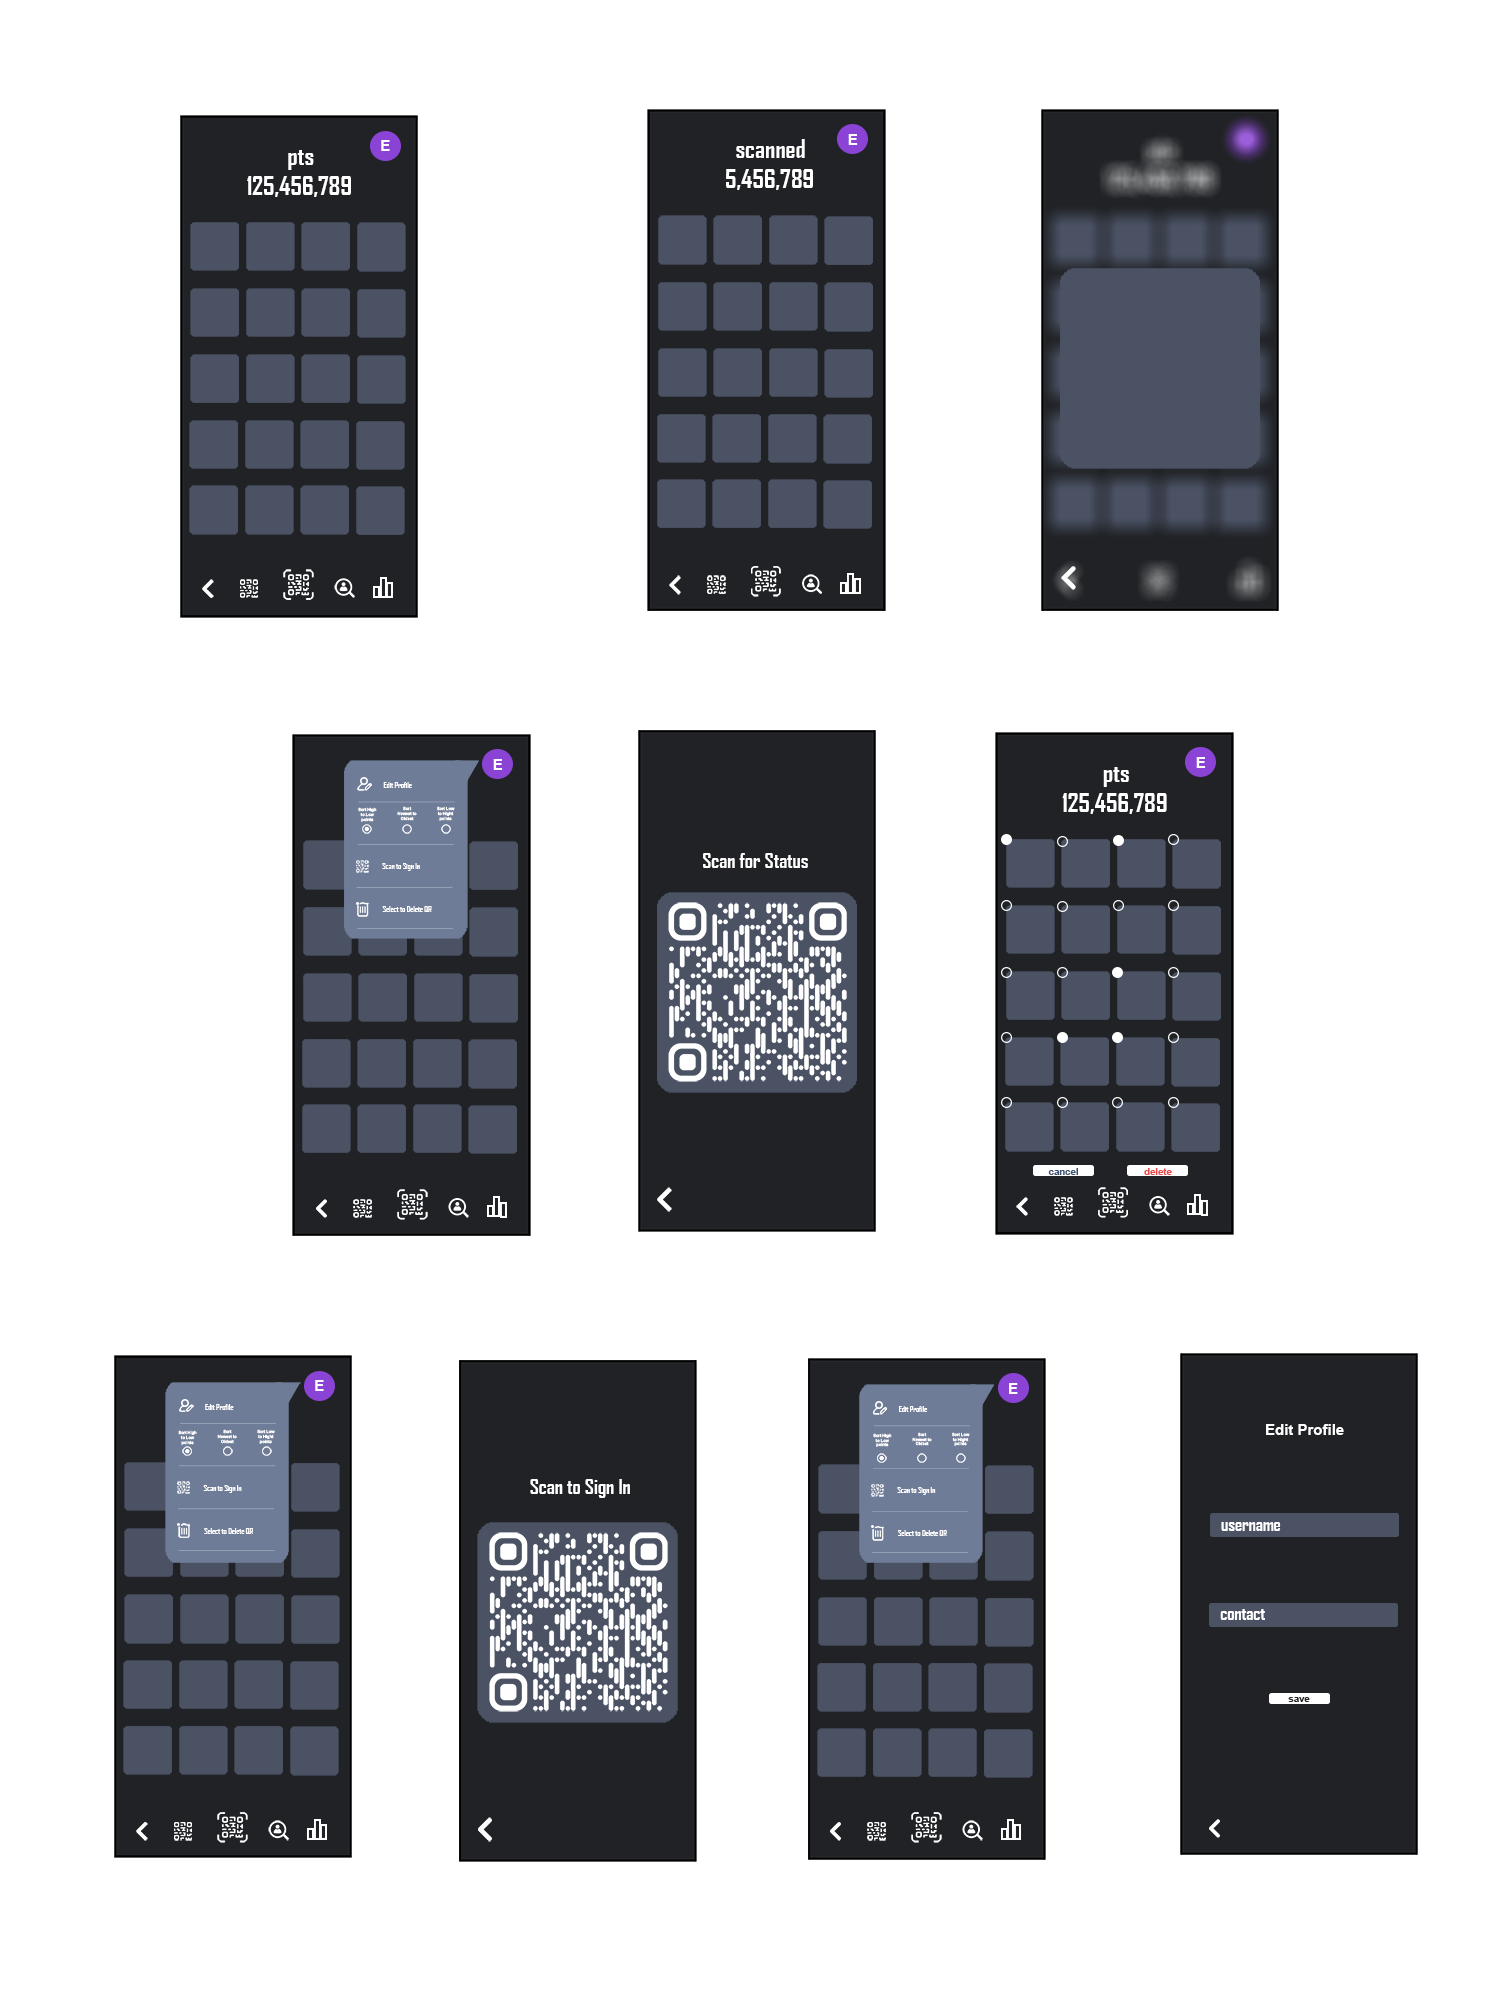 pts
125,456,789
E
scanned
5,456,789
E
E
Edit Profile
Sort High
to Low
points
Sort
Newest to
Oldest
Sort Low
to Hight
points
Scan to Sign In
Select to Delete QR
Scan for Status
pts
125,456,789
E
cancel
delete
E
Edit Profile
Sort High
to Low
points
Sort
Newest to
Oldest
Sort Low
to Hight
points
Scan to Sign In
Select to Delete QR
Scan to Sign In
E
Edit Profile
Sort High
to Low
points
Sort
Newest to
Oldest
Sort Low
to Hight
points
Scan to Sign In
Select to Delete QR
Edit Profile
username
contact
save